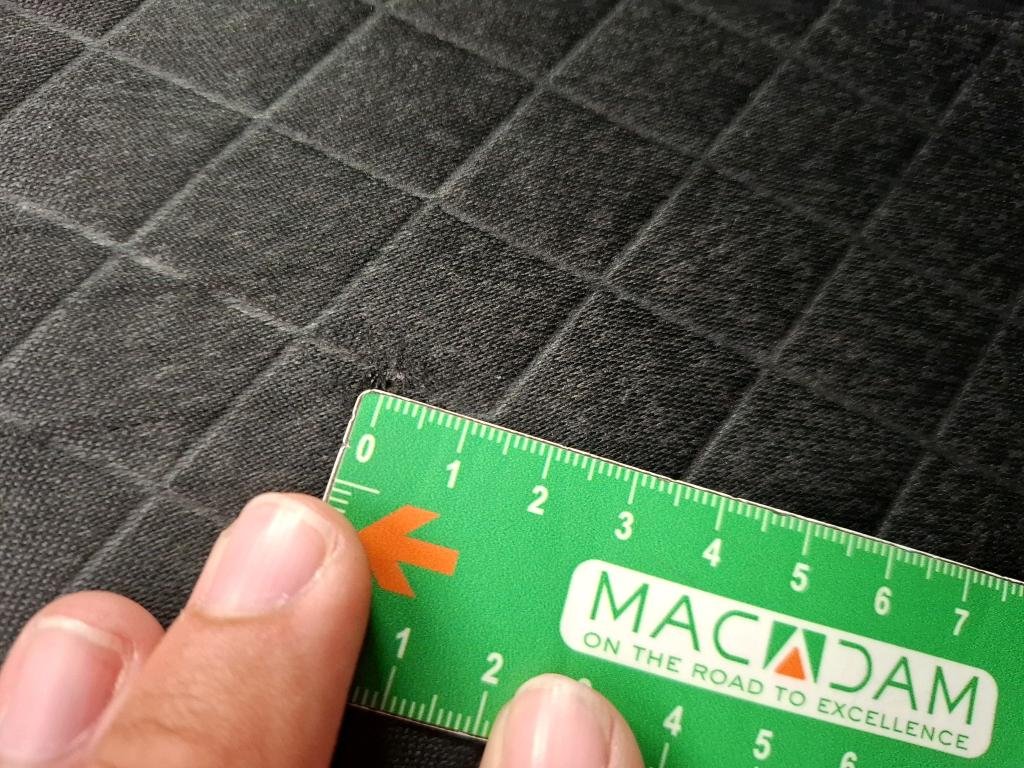 0 1 2 3 4 5 6 7
MACADAM
ON THE ROAD TO EXCELLENCE
1 2 4 5 6